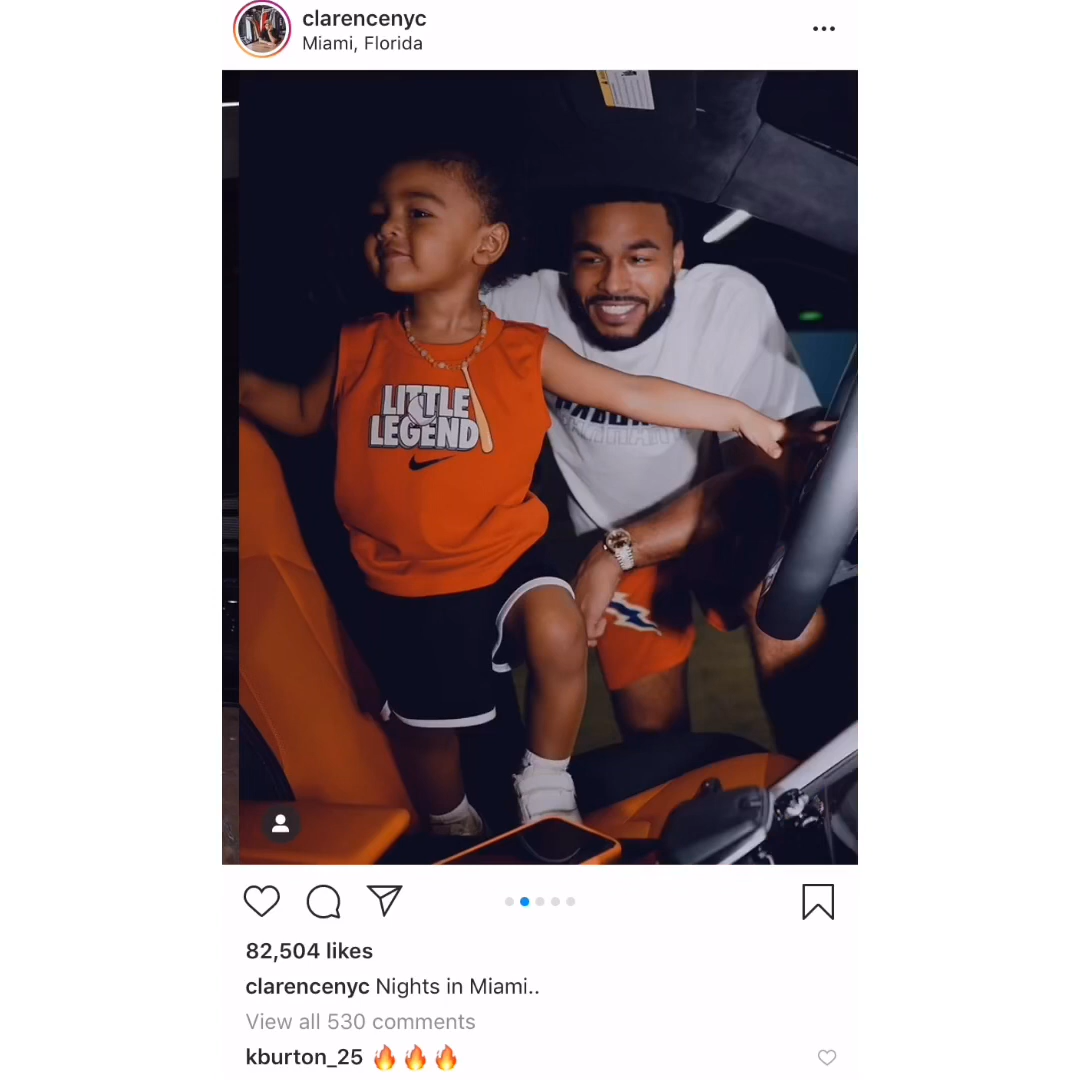 clarencenyc
Miami, Florida
LITTLE
LEGEND
82,504 likes
clarencenyc Nights in Miami..
View all 530 comments
kburton_25 🔥🔥🔥